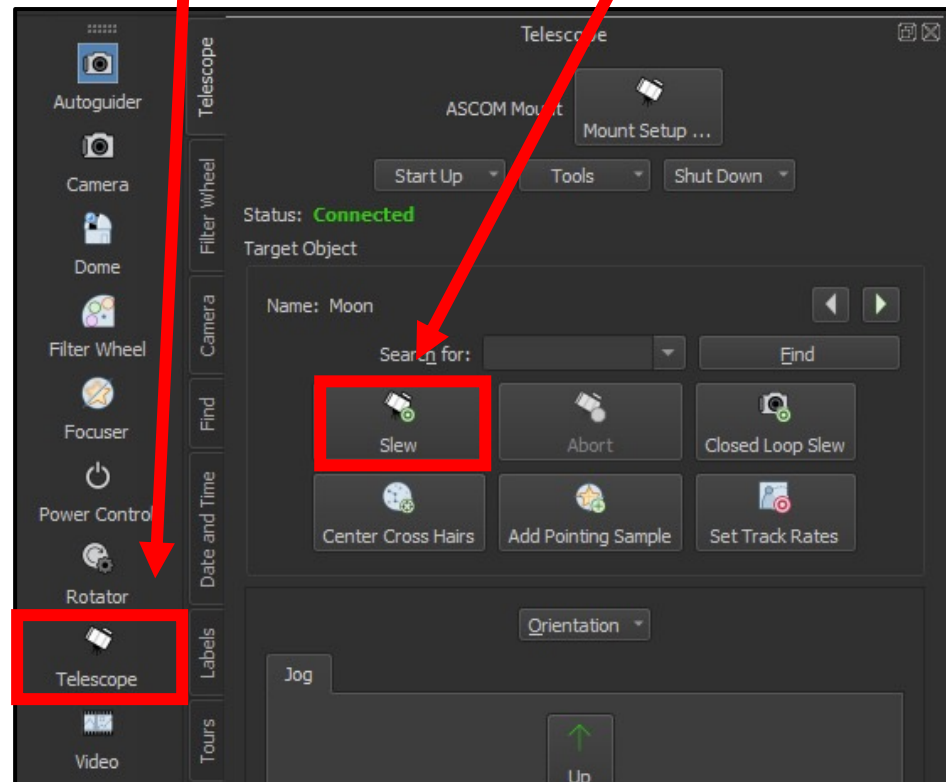 Autoguider
Camera
Dome
Filter Wheel
Focuser
Power Control
Rotator
Telescope
Video
Telescope
Filter Wheel
Camera
Find
Date and Time
Labels
Tours
ASCOM
Mount Setup ...
Start Up
Tools
Shut Down
Status: Connected
Target Object
Name: Moon
Search for:
Find
Slew
Abort
Closed Loop Slew
Center Cross Hairs
Add Pointing Sample
Set Track Rates
Orientation
Jog
Up